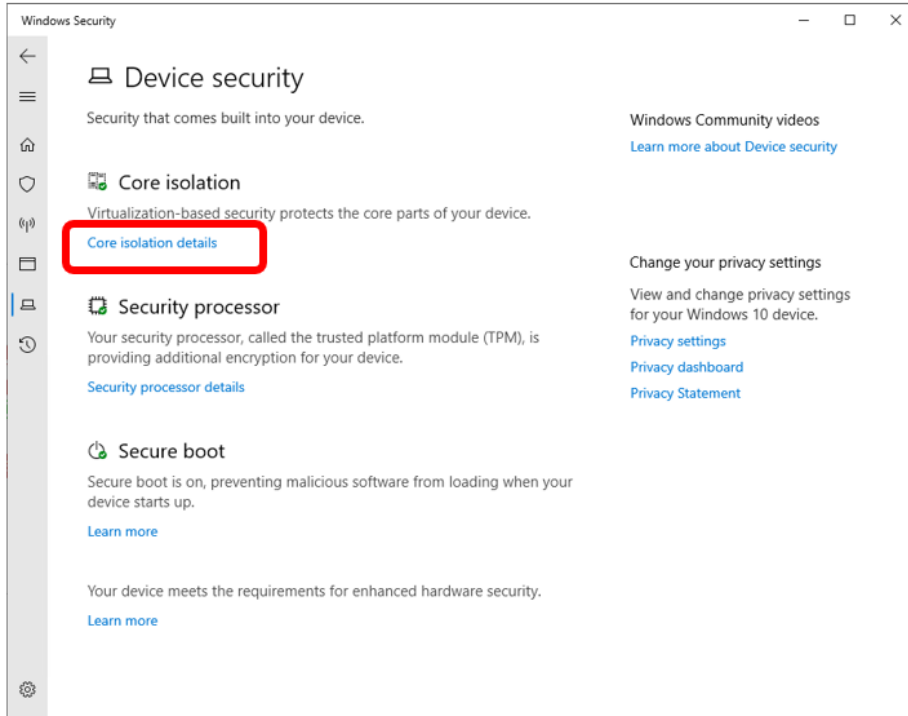 Windows Security
Device security
Security that comes built into your device.
Core isolation
Virtualization-based security protects the core parts of your device.
Core isolation details
Security processor
Your security processor, called the trusted platform module (TPM), is
providing additional encryption for your device.
Security processor details
Secure boot
Secure boot is on, preventing malicious software from loading when your
device starts up.
Learn more
Your device meets the requirements for enhanced hardware security.
Learn more
Windows Community videos
Learn more about Device security
Change your privacy settings
View and change privacy settings
for your Windows 10 device.
Privacy settings
Privacy dashboard
Privacy Statement